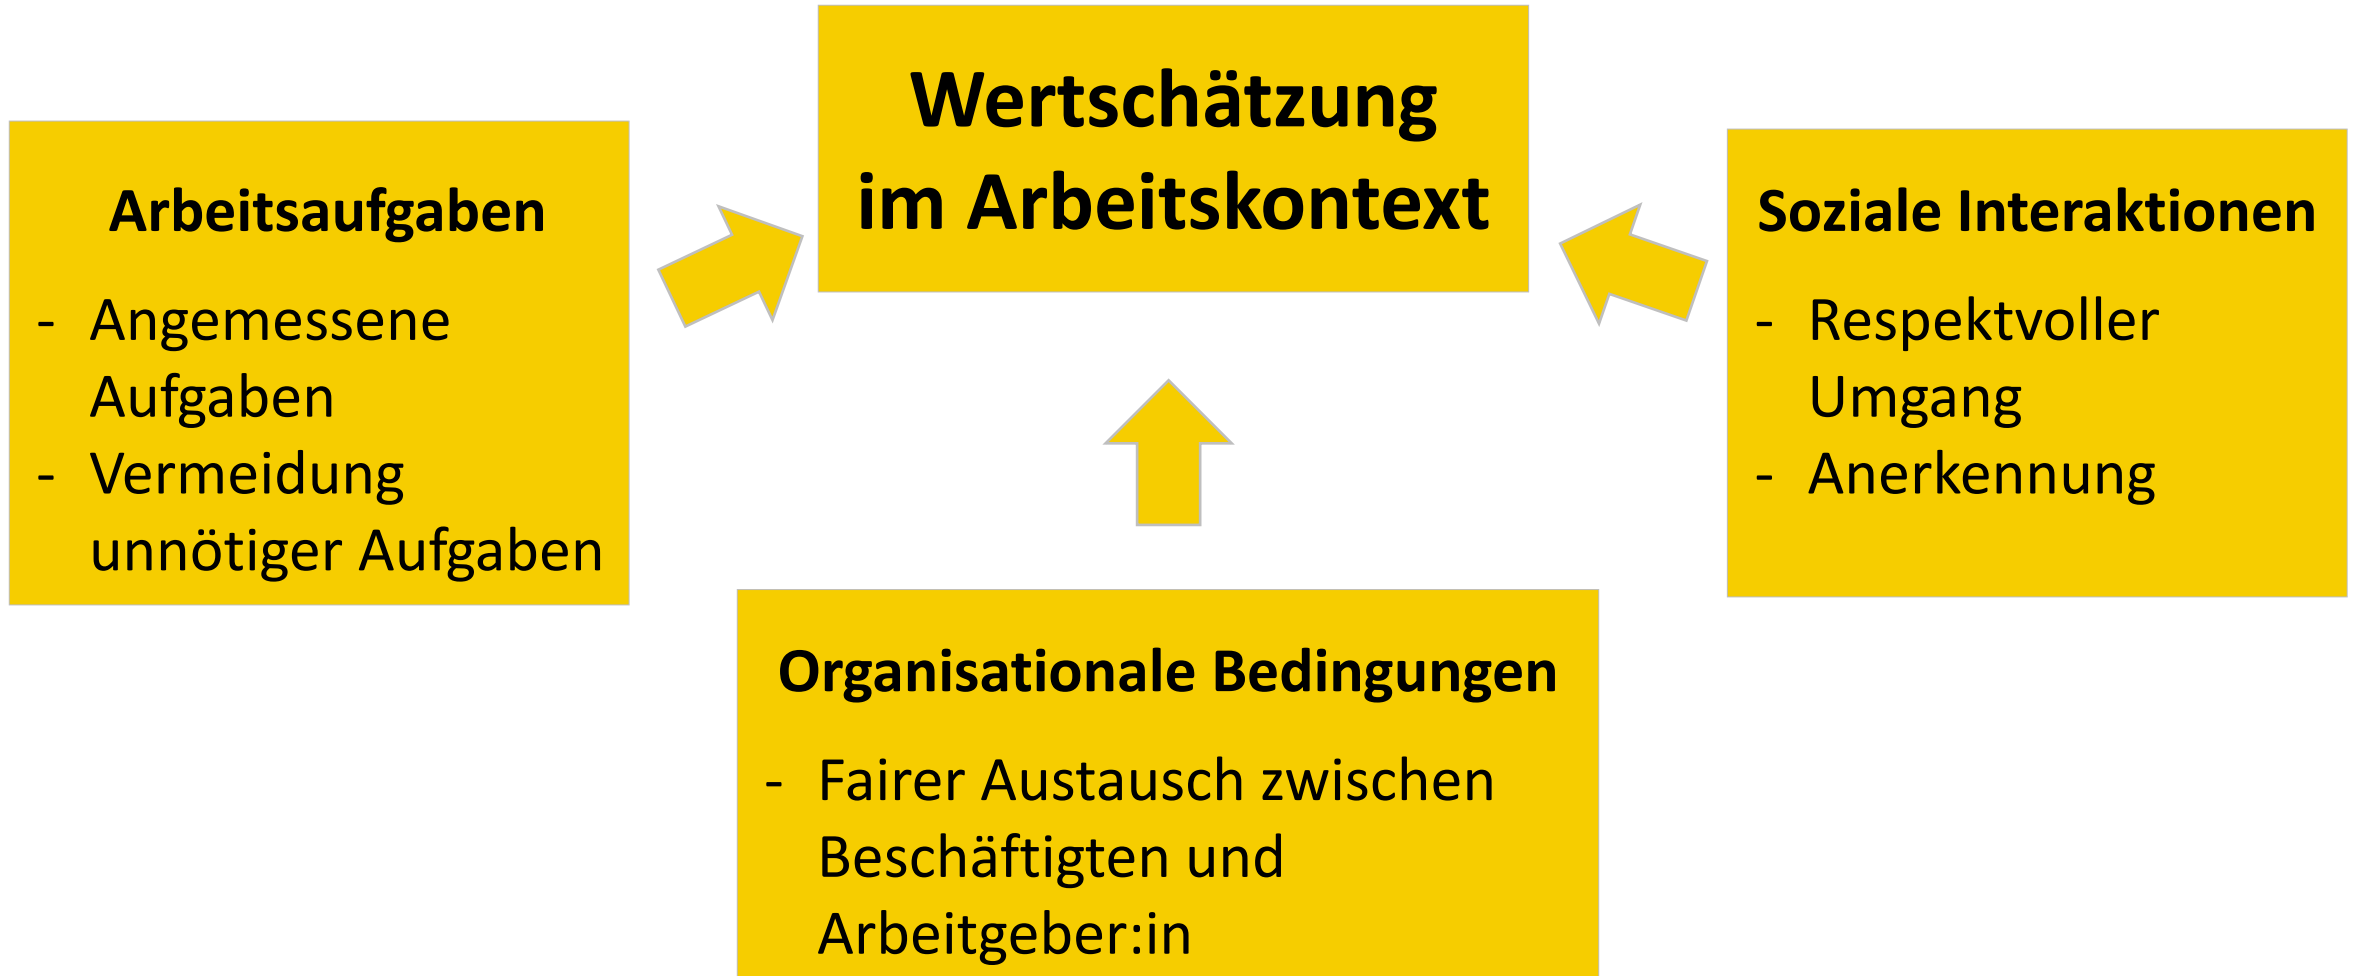 Wertschätzung
im Arbeitskontext
Arbeitsaufgaben
- Angemessene
Aufgaben
- Vermeidung
unnötiger Aufgaben
Soziale Interaktionen
- Respektvoller
Umgang
- Anerkennung
Organisationale Bedingungen
- Fairer Austausch zwischen
Beschäftigten und
Arbeitgeber:in